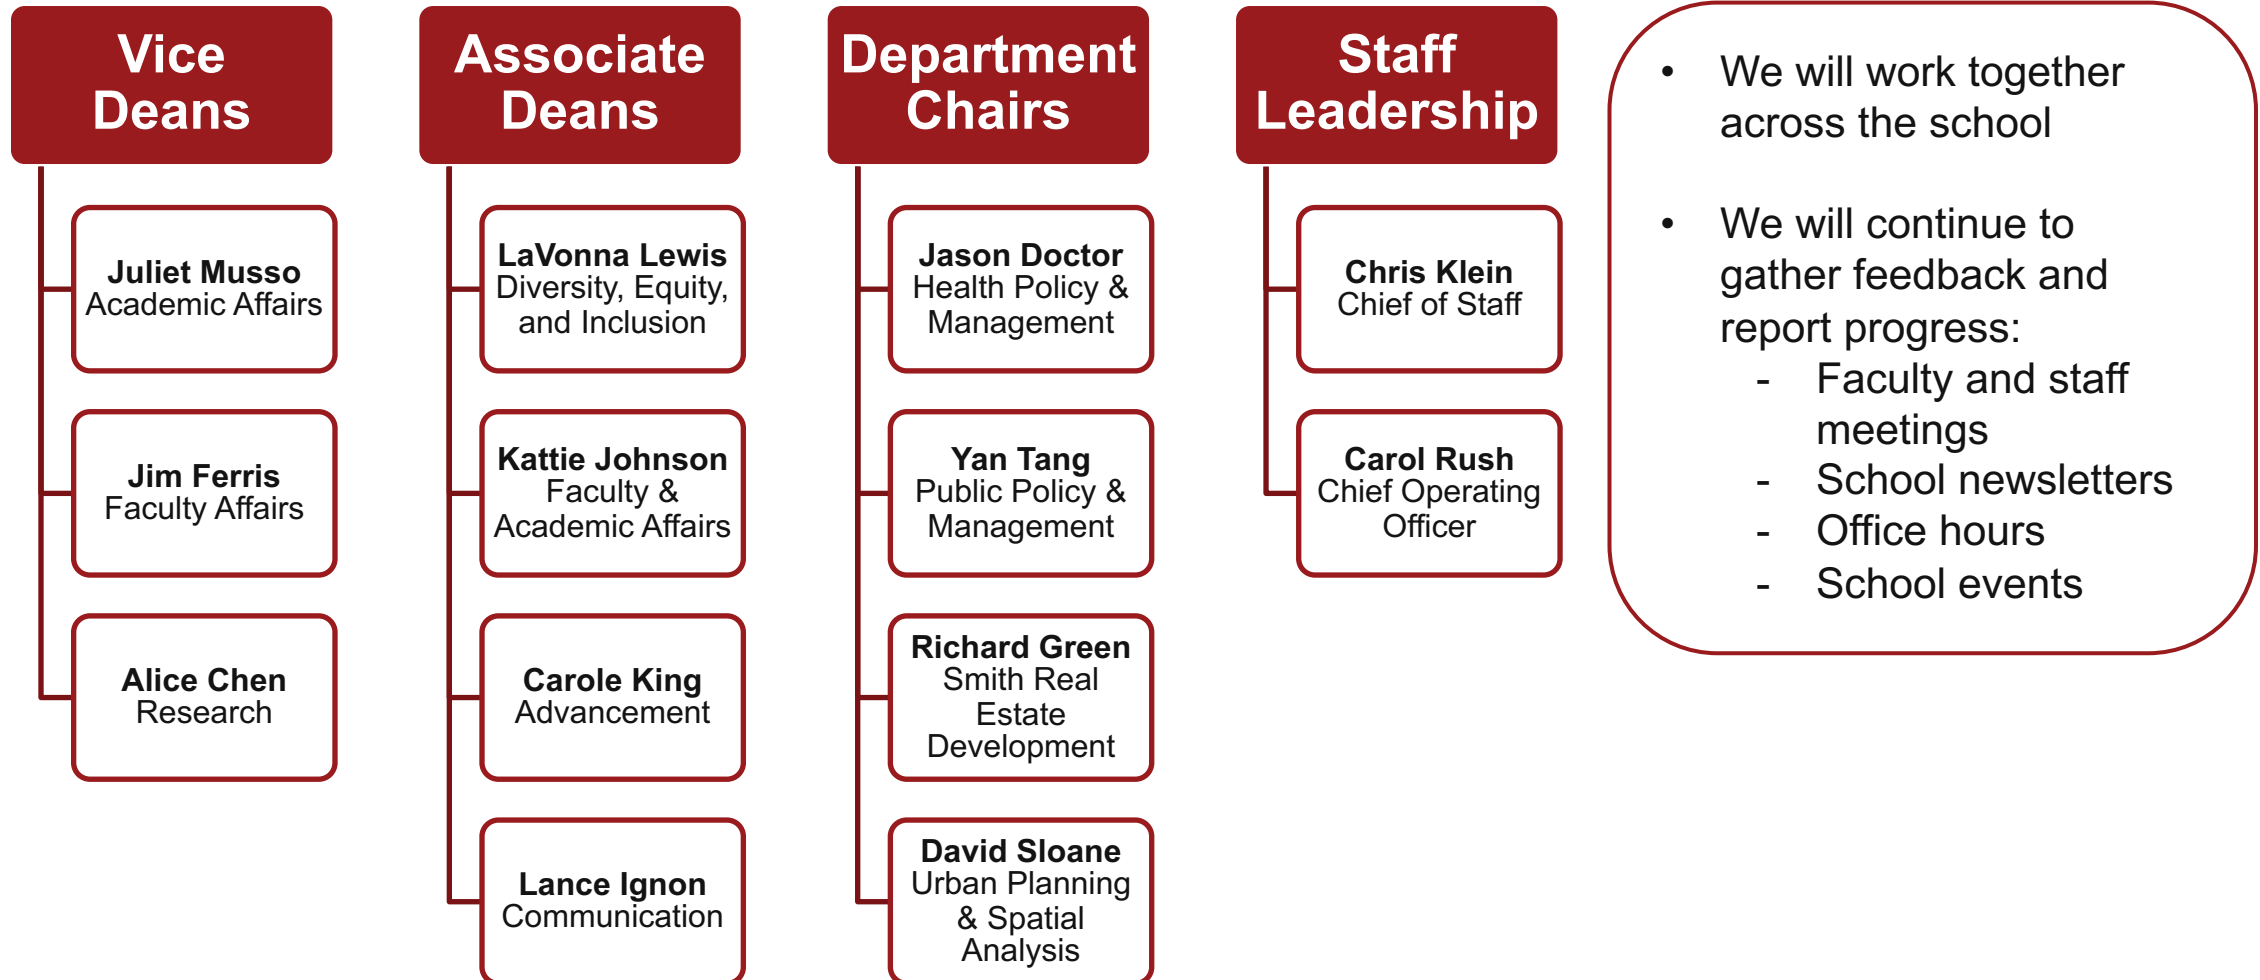 Vice
Deans
Juliet Musso
Academic Affairs
Jim Ferris
Faculty Affairs
Alice Chen
Research
Associate
Deans
LaVonna Lewis
Diversity, Equity,
and Inclusion
Kattie Johnson
Faculty &
Academic Affairs
Carole King
Advancement
Lance Ignon
Communication
Department
Chairs
Jason Doctor
Health Policy &
Management
Yan Tang
Public Policy &
Management
Richard Green
Smith Real
Estate
Development
David Sloane
Urban Planning
& Spatial
Analysis
Staff
Leadership
Chris Klein
Chief of Staff
Carol Rush
Chief Operating
Officer
• We will work together
across the school
• We will continue to
gather feedback and
report progress:
- Faculty and staff
meetings
- School newsletters
- Office hours
- School events